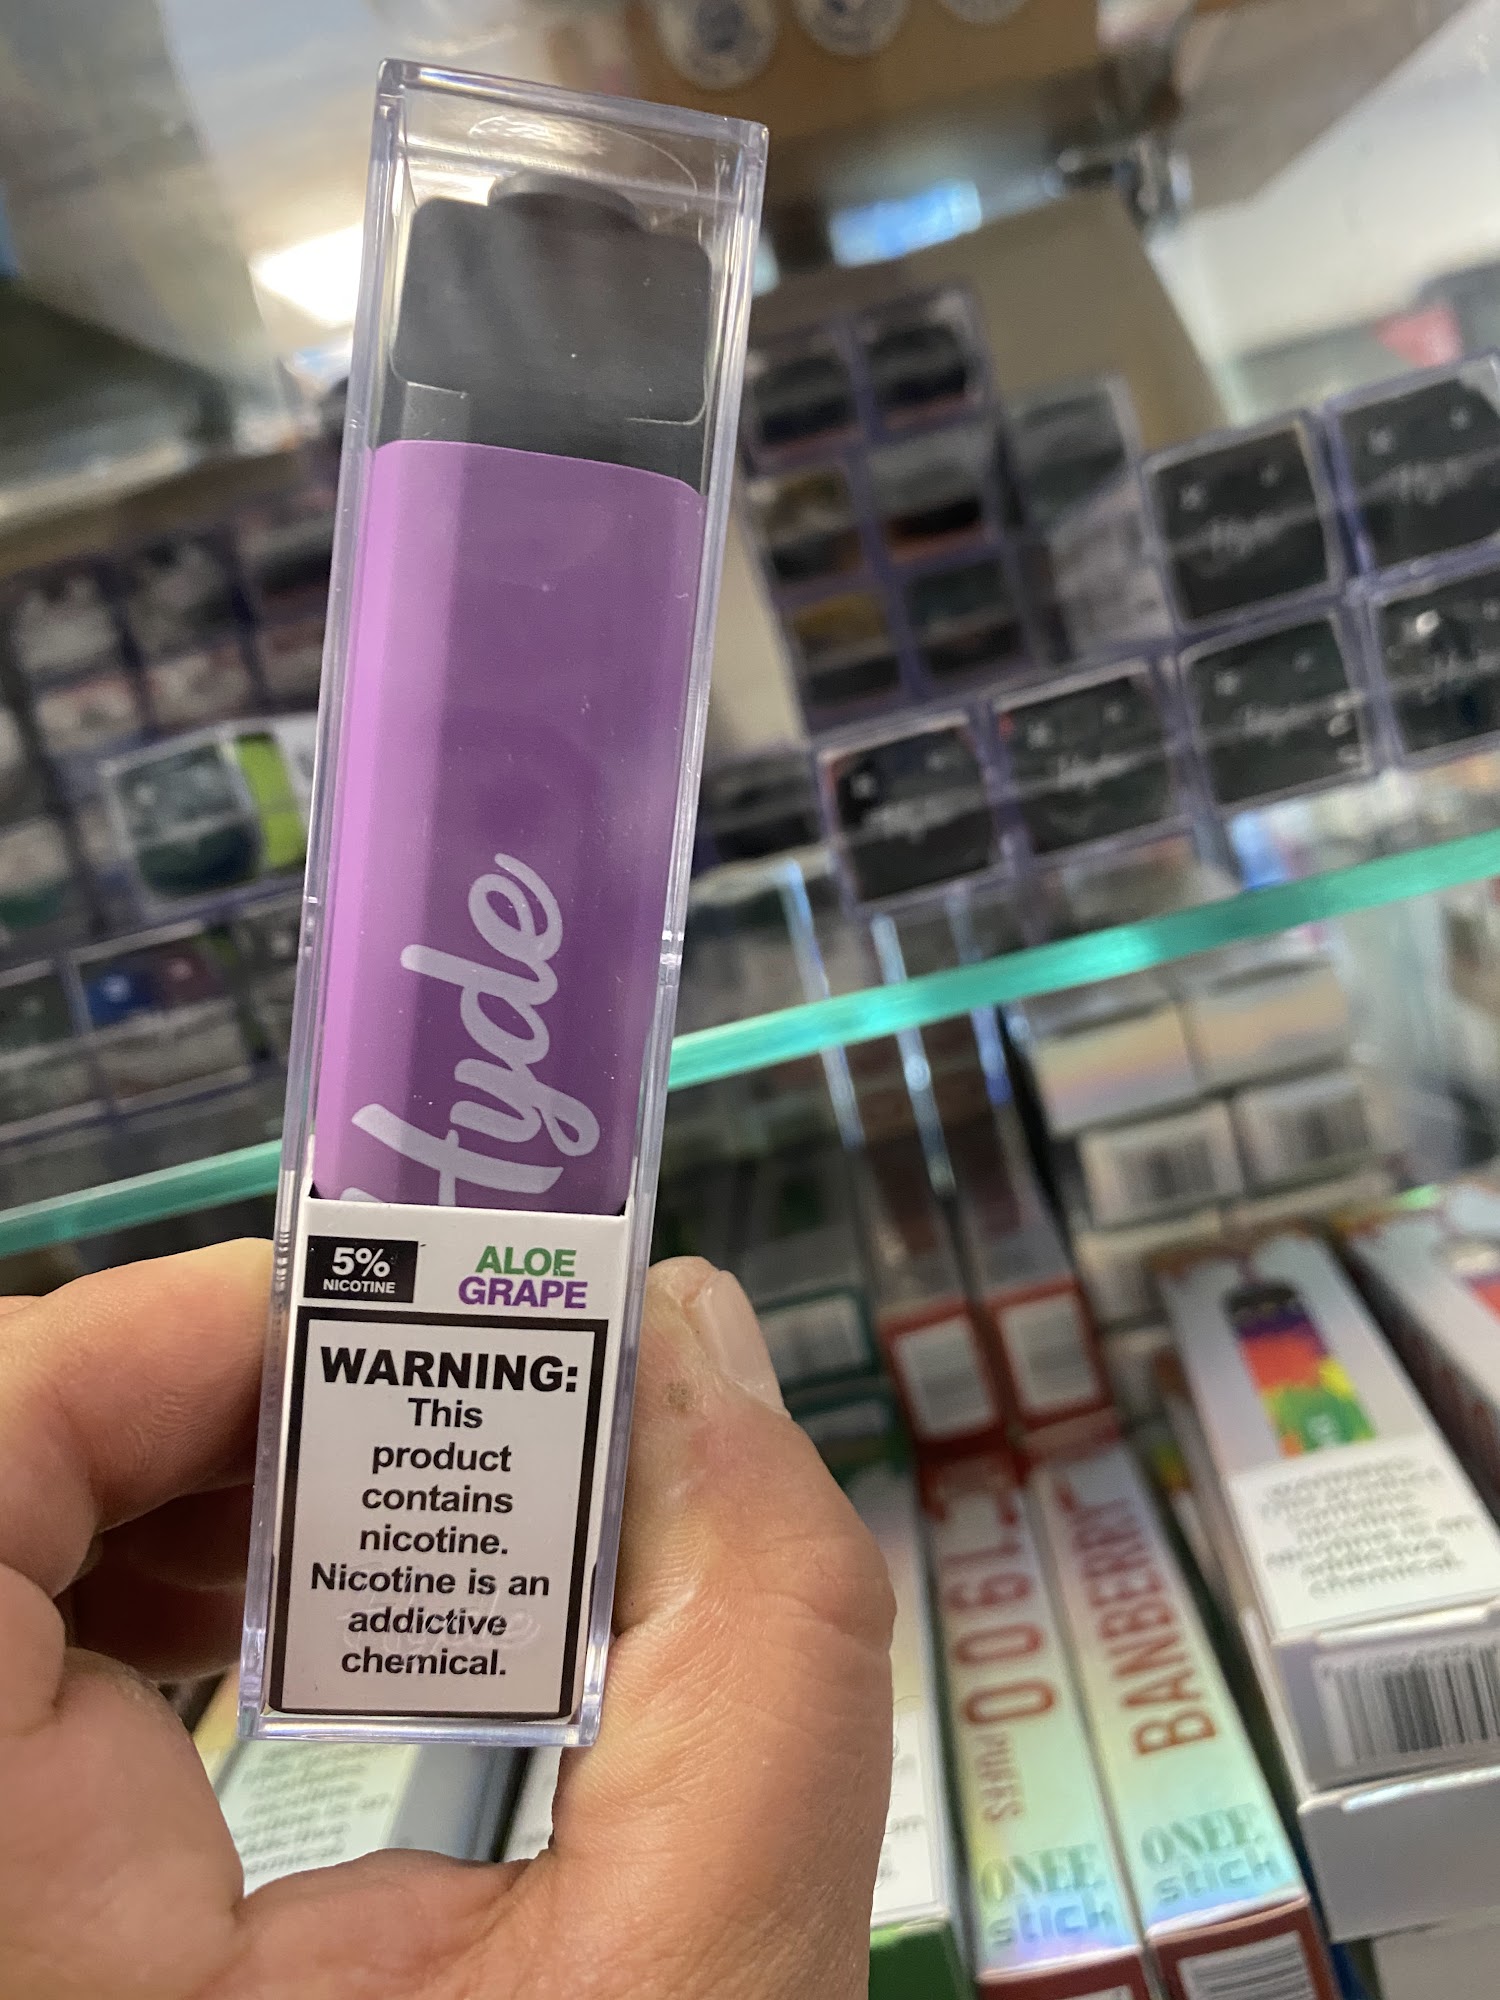 Hyde
5%
NICOTINE
ALOE
GRAPE
WARNING:
This
product
contains
nicotine.
Nicotine is an
addictive
chemical.
BANBERRY
ONEE
stick
ONEE
stick